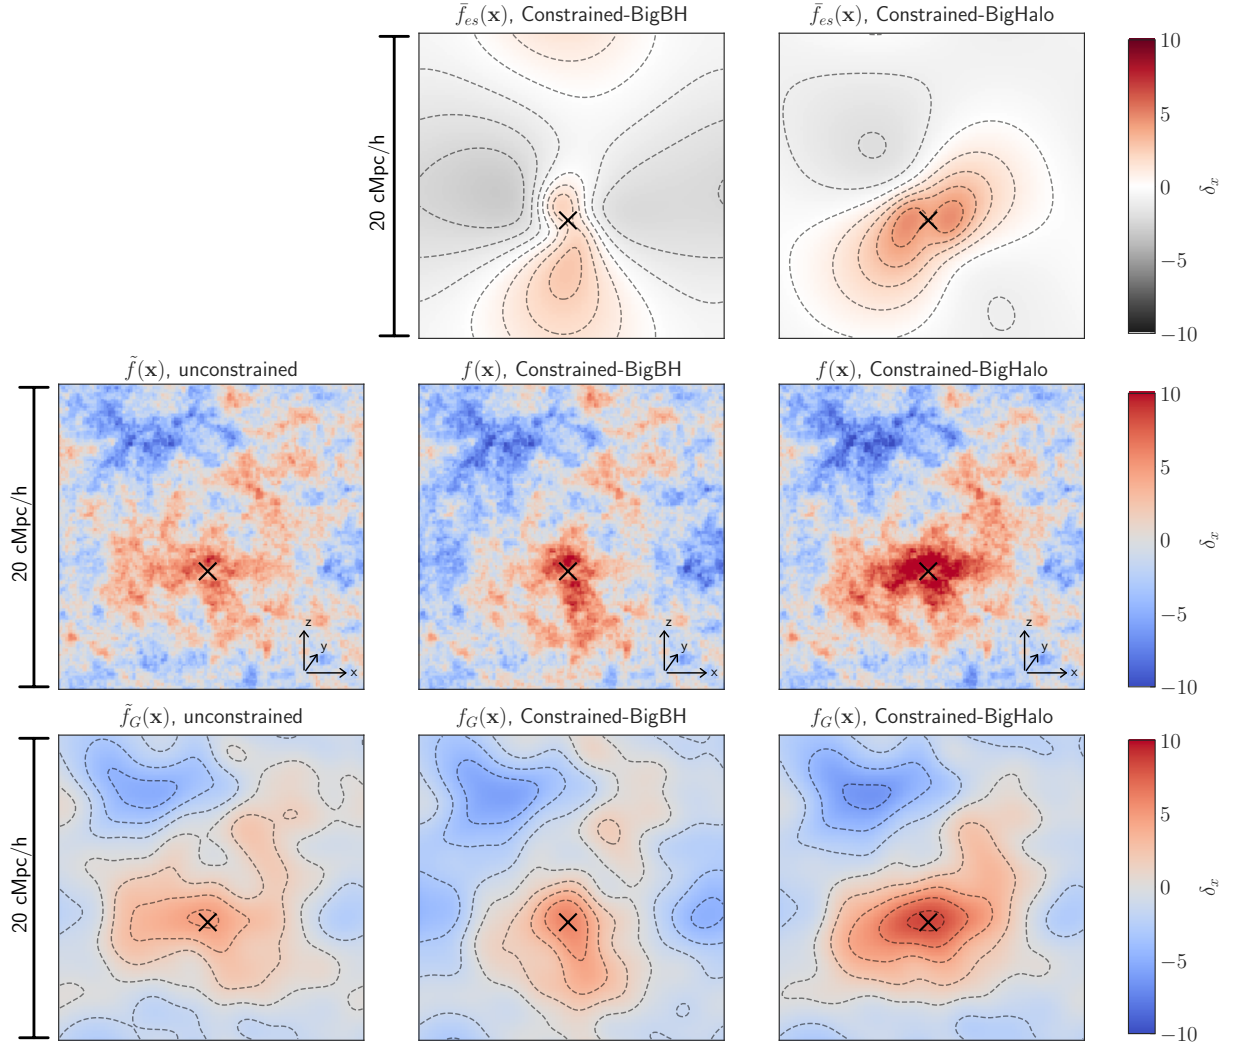 f̄_es(x), Constrained-BigBH
f̄_es(x), Constrained-BigHalo
20 cMpc/h
10
5
0
−5
−10
δ_x
f̃(x), unconstrained
f(x), Constrained-BigBH
f(x), Constrained-BigHalo
20 cMpc/h
z
y
x
z
y
x
z
y
x
10
5
0
−5
−10
δ_x
f̃_G(x), unconstrained
f_G(x), Constrained-BigBH
f_G(x), Constrained-BigHalo
20 cMpc/h
10
5
0
−5
−10
δ_x